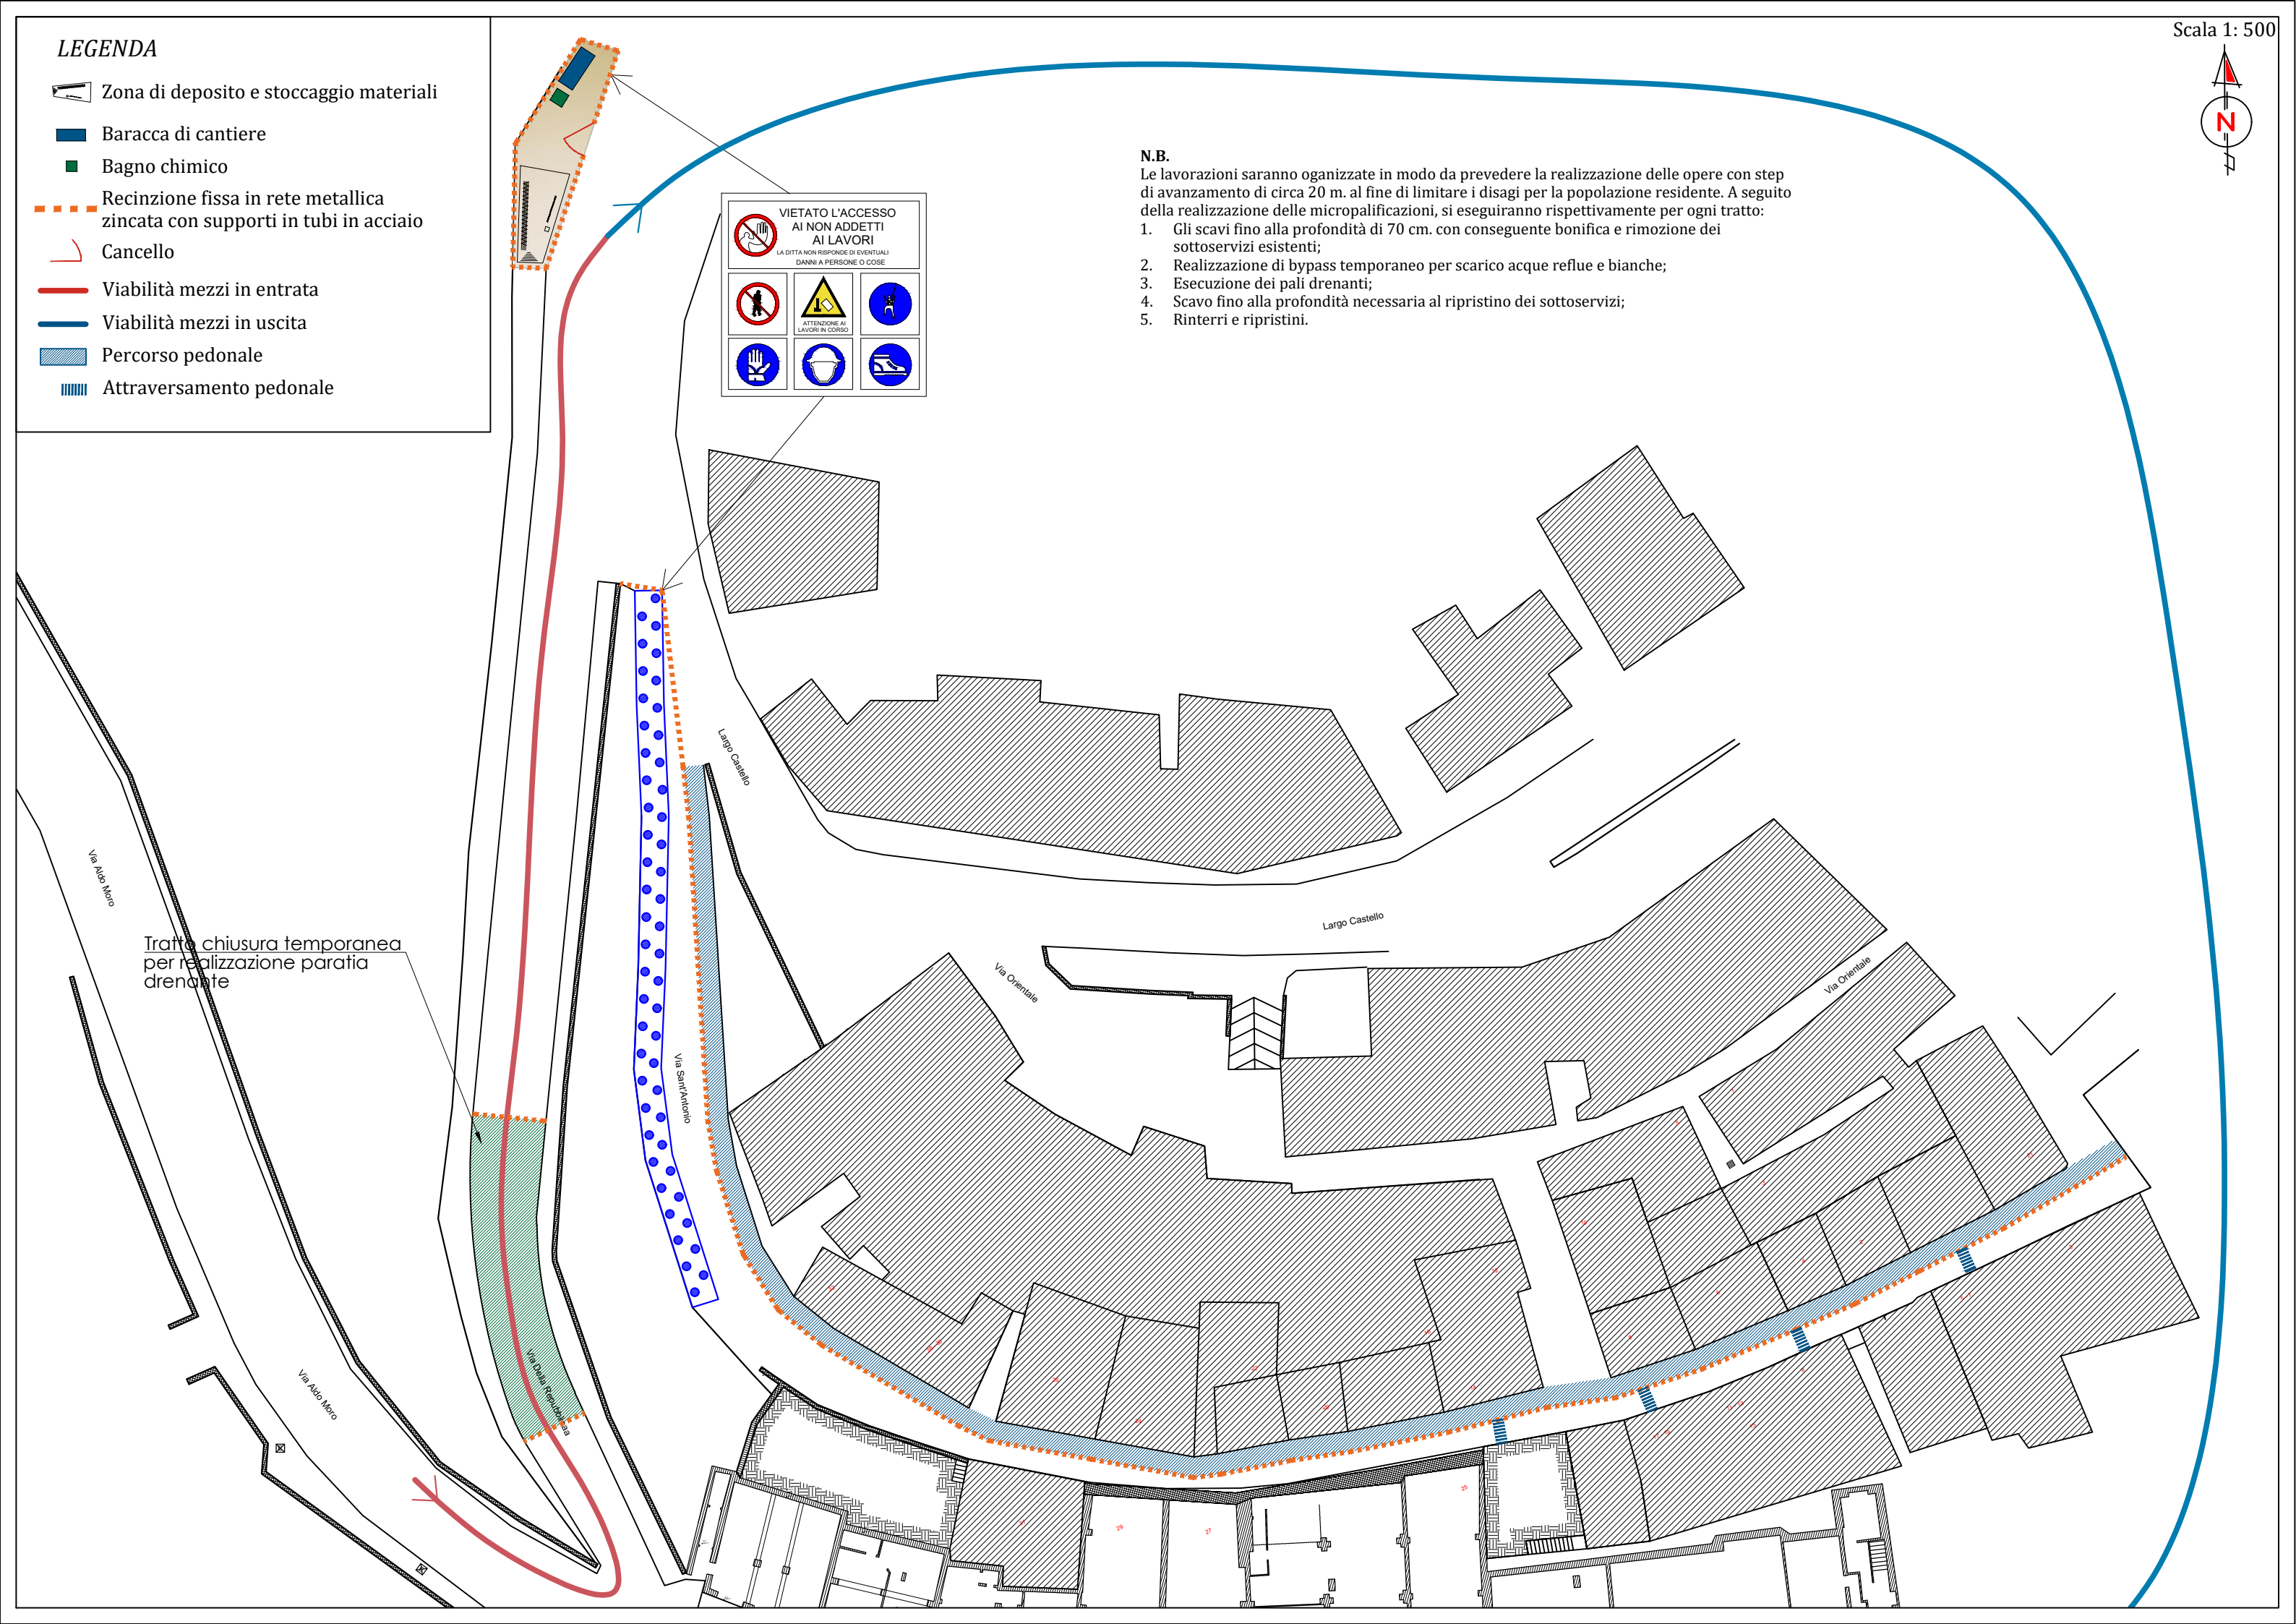 LEGENDA
Zona di deposito e stoccaggio materiali
Baracca di cantiere
Bagno chimico
Recinzione fissa in rete metallica
zincata con supporti in tubi in acciaio
Cancello
Viabilità mezzi in entrata
Viabilità mezzi in uscita
Percorso pedonale
Attraversamento pedonale
Scala 1: 500
N
N.B.
Le lavorazioni saranno oganizzate in modo da prevedere la realizzazione delle opere con step
di avanzamento di circa 20 m. al fine di limitare i disagi per la popolazione residente. A seguito
della realizzazione delle micropalificazioni, si eseguiranno rispettivamente per ogni tratto:
1. Gli scavi fino alla profondità di 70 cm. con conseguente bonifica e rimozione dei
sottoservizi esistenti;
2. Realizzazione di bypass temporaneo per scarico acque reflue e bianche;
3. Esecuzione dei pali drenanti;
4. Scavo fino alla profondità necessaria al ripristino dei sottoservizi;
5. Rinterri e ripristini.
VIETATO L'ACCESSO
AI NON ADDETTI
AI LAVORI
LA DITTA NON RISPONDE DI EVENTUALI
DANNI A PERSONE O COSE
ATTENZIONE AI
LAVORI IN CORSO
Largo Castello
Via Aldo Moro
Tratto chiusura temporanea
per realizzazione paratia
drenante
Largo Castello
Via Orientale
Via Orientale
Via Sant'Antonio
Via Della Repubblica
Via Aldo Moro
25
29
27